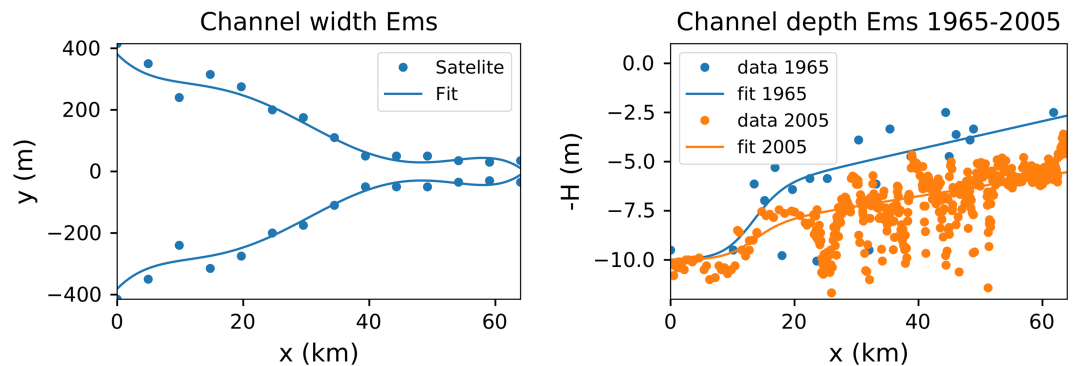 Channel width Ems
400
200
0
−200
−400
y (m)
0
20
40
60
x (km)
Satelite
Fit
Channel depth Ems 1965-2005
0.0
−2.5
−5.0
−7.5
−10.0
-H (m)
0
20
40
60
x (km)
data 1965
fit 1965
data 2005
fit 2005